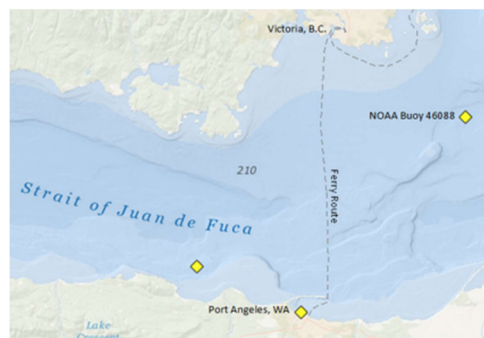 Victoria, B.C.
NOAA Buoy 46088
210
Ferry Route
Strait of Juan de Fuca
Port Angeles, WA
Lake
Crescent